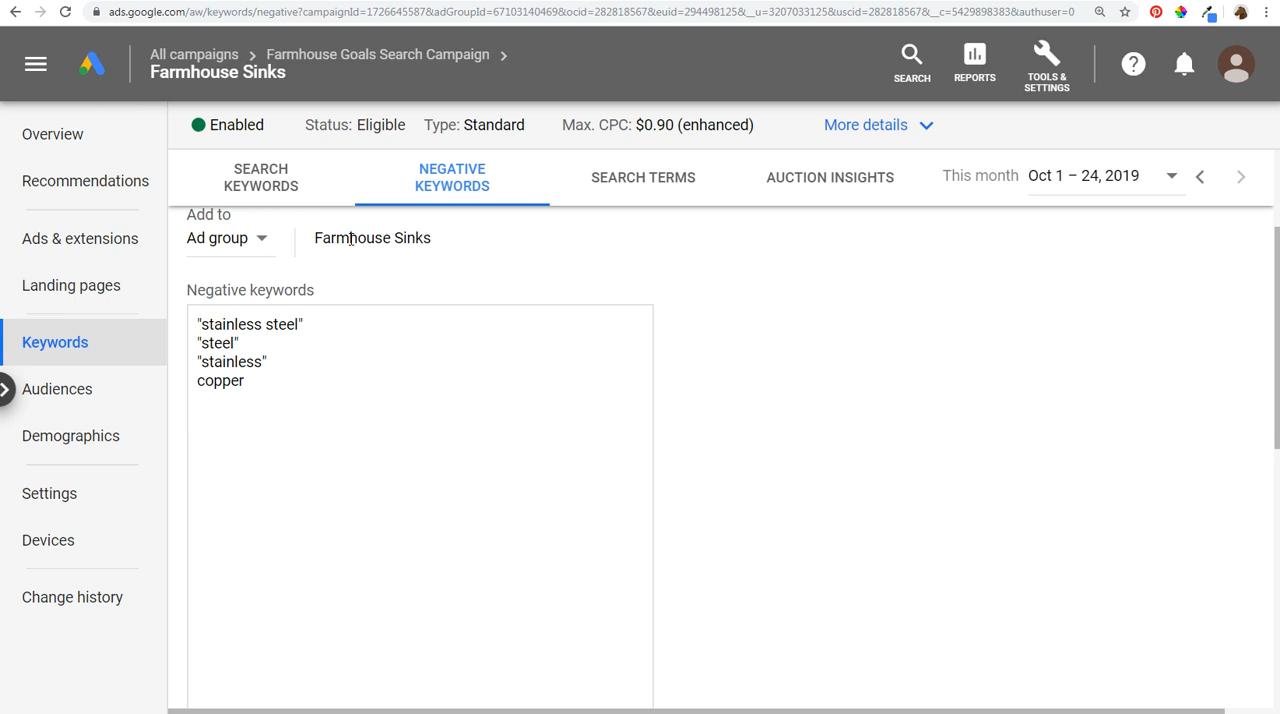 ads.google.com/aw/keywords/negative?campaignId=1726645587&adGroupId=67103140469&ocid=282818567&euid=294498125&__u=3207033125&uscid=282818567&__c=5429898383&authuser=0
All campaigns > Farmhouse Goals Search Campaign >
Farmhouse Sinks
SEARCH
REPORTS
TOOLS &
SETTINGS
Overview
Recommendations
Ads & extensions
Landing pages
Keywords
Audiences
Demographics
Settings
Devices
Change history
Enabled Status: Eligible Type: Standard Max. CPC: $0.90 (enhanced) More details
SEARCH
KEYWORDS
NEGATIVE
KEYWORDS
SEARCH TERMS
AUCTION INSIGHTS
This month Oct 1 – 24, 2019
Add to
Ad group Farmhouse Sinks
Negative keywords
"stainless steel"
"steel"
"stainless"
copper